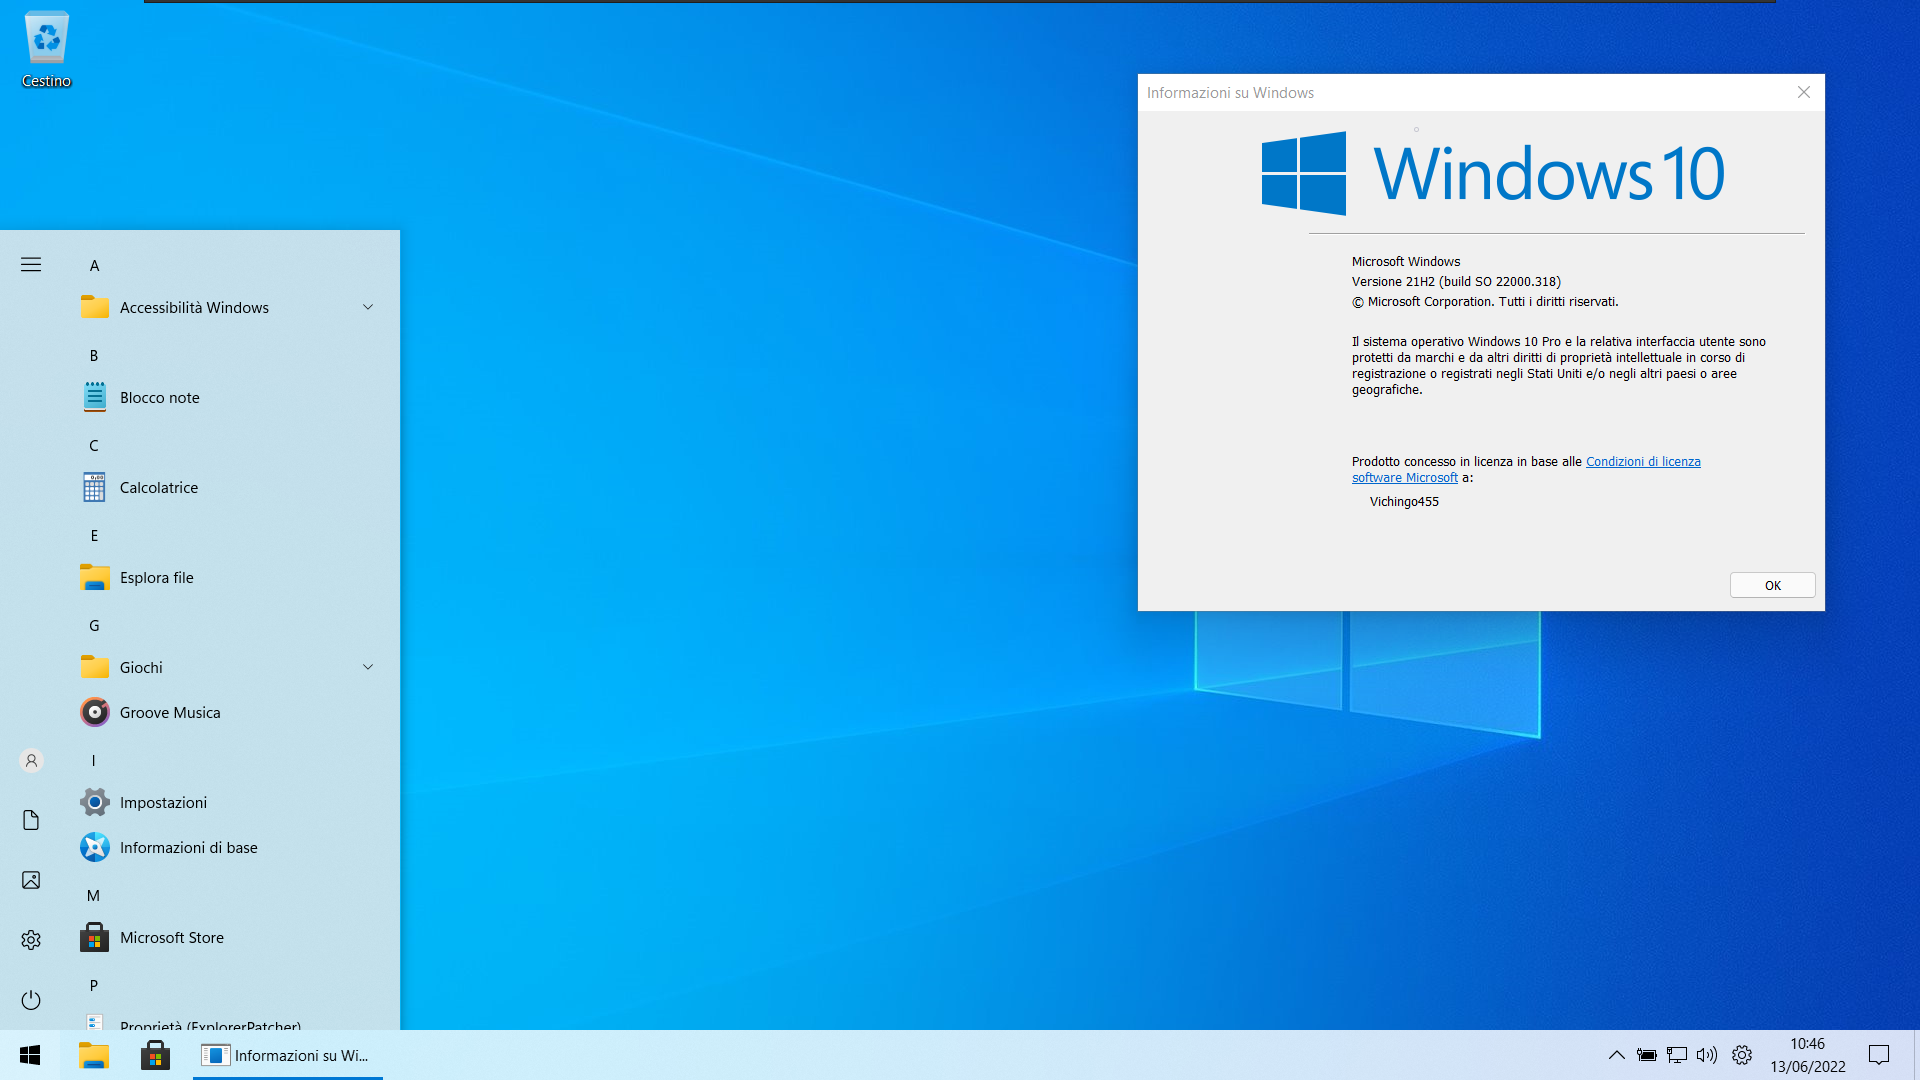 Cestino
A
Accessibilità Windows
B
Blocco note
C
Calcolatrice
E
Esplora file
G
Giochi
Groove Musica
I
Impostazioni
Informazioni di base
M
Microsoft Store
P
Proprietà (ExplorerPatcher)
Informazioni su Windows
Windows 10
Microsoft Windows
Versione 21H2 (build SO 22000.318)
© Microsoft Corporation. Tutti i diritti riservati.
Il sistema operativo Windows 10 Pro e la relativa interfaccia utente sono
protetti da marchi e da altri diritti di proprietà intellettuale in corso di
registrazione o registrati negli Stati Uniti e/o negli altri paesi o aree
geografiche.
Prodotto concesso in licenza in base alle Condizioni di licenza
software Microsoft a:
Vichingo455
OK
Informazioni su Wi...
10:46
13/06/2022